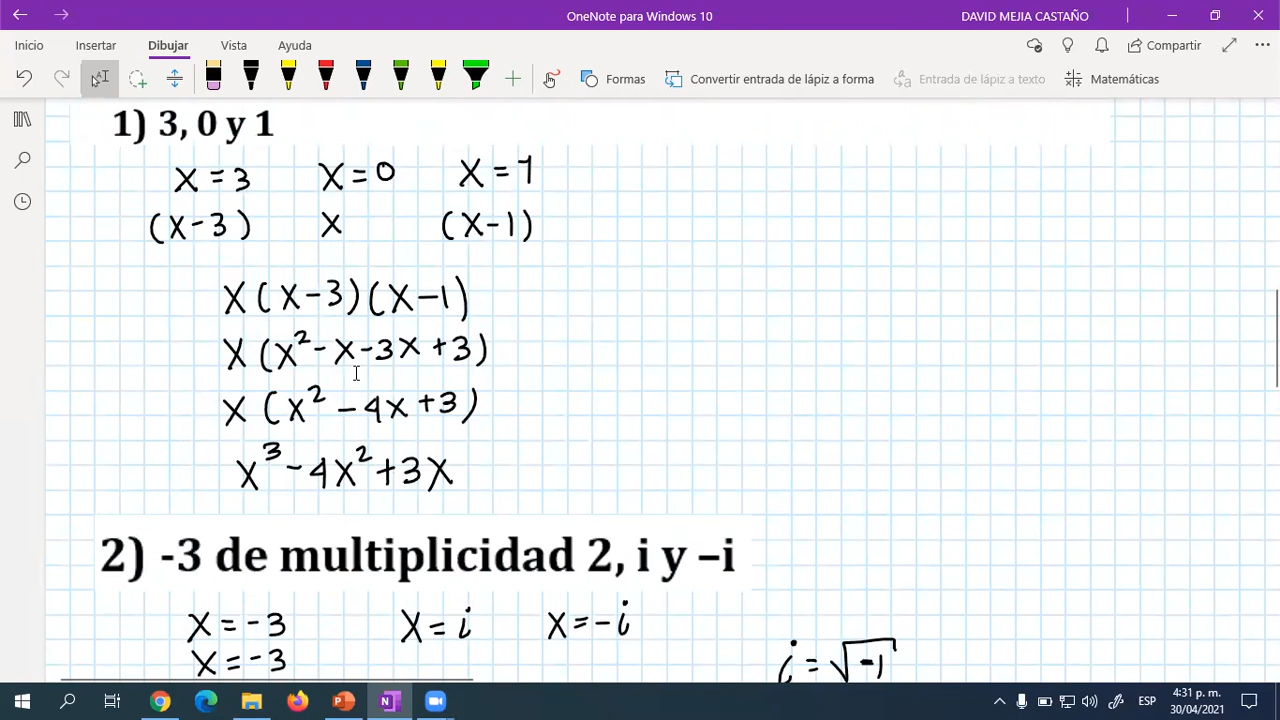 OneNote para Windows 10
DAVID MEJIA CASTAÑO
Inicio Insertar Dibujar Vista Ayuda
Compartir
Formas Convertir entrada de lápiz a forma Entrada de lápiz a texto Matemáticas
1) 3, 0 y 1
X = 3 X = 0 X = 1
(X-3) X (X-1)
X(X-3)(X-1)
X(X²-X-3X+3)
X(X²-4X+3)
X³-4X²+3X
2) -3 de multiplicidad 2, i y –i
X = -3 X = i X = -i
X = -3 i = √-1
ESP
4:31 p. m.
30/04/2021